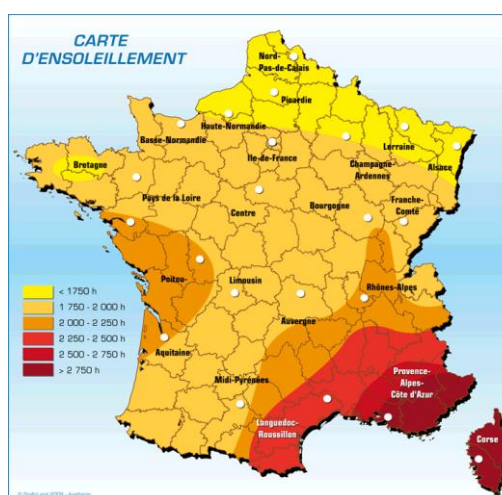 CARTE
D'ENSOLEILLEMENT
Nord-
Pas-de-Calais
Picardie
Haute-Normandie
Basse-Normandie
Ile-de-France
Lorraine
Champagne-
Ardennes
Alsace
Bretagne
Pays de la Loire
Centre
Bourgogne
Franche-
Comté
Poitou-
Limousin
Rhônes-Alpes
Auvergne
Aquitaine
Midi-Pyrénées
Languedoc-
Roussillon
Provence-
Alpes-
Côte d'Azur
Corse
< 1750 h
1 750 - 2 000 h
2 000 - 2 250 h
2 250 - 2 500 h
2 500 - 2 750 h
> 2 750 h